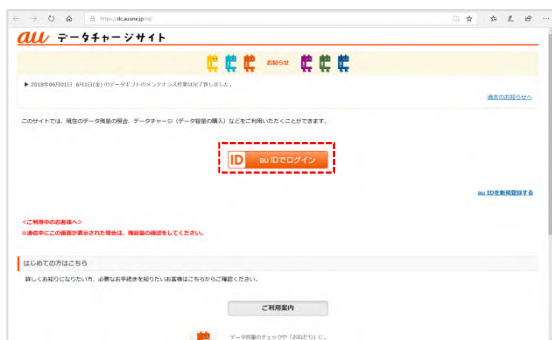 https://dc.auone.jp/
au データチャージサイト
お知らせ
▶ 2018年06月01日 6月1日(金)のデータギフトのメンテナンス作業は完了致しました。
過去のお知らせへ
このサイトでは、現在のデータ残量の照会、データチャージ（データ容量の購入）などをご利用いただくことができます。
ID au IDでログイン
au IDを新規登録する
<ご利用中のお客様へ>
※通信中にこの画面が表示された場合は、残容量の確認をしてください。
はじめての方はこちら
詳しくお知りになりたい方、必要なお手続きを知りたいお客様はこちらからご確認ください。
ご利用案内
データ容量のチェックや「おねだり」に。